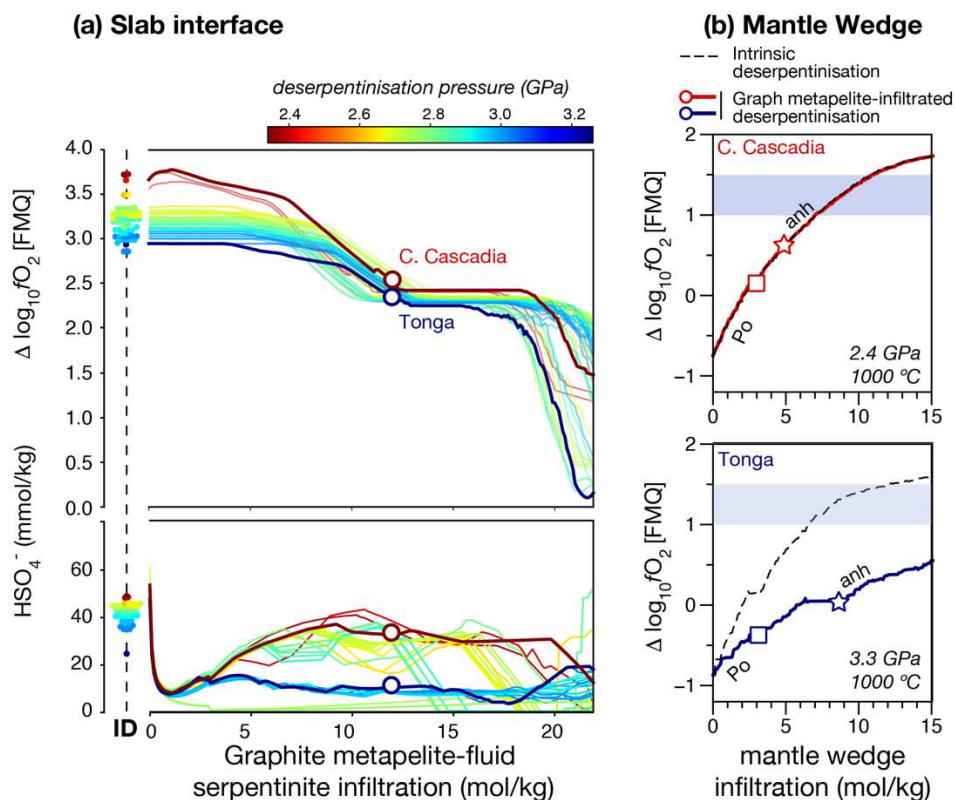 (a) Slab interface
(b) Mantle Wedge
Intrinsic
deserpentinisation
Graph metapelite-infiltrated
deserpentinisation
deserpentinisation pressure (GPa)
2.4 2.6 2.8 3.0 3.2
4.0
3.5
3.0
2.5
2.0
1.5
1.0
0.5
0.0
Δ log₁₀fO₂ [FMQ]
C. Cascadia
Tonga
HSO₄⁻ (mmol/kg)
60
40
20
0
ID
0 5 10 15 20
Graphite metapelite-fluid
serpentinite infiltration (mol/kg)
2
1
0
−1
Δ log₁₀fO₂ [FMQ]
C. Cascadia
anh
Po
2.4 GPa
1000 ºC
0 5 10 15
2
1
0
−1
Δ log₁₀fO₂ [FMQ]
Tonga
anh
Po
3.3 GPa
1000 ºC
0 5 10 15
mantle wedge
infiltration (mol/kg)